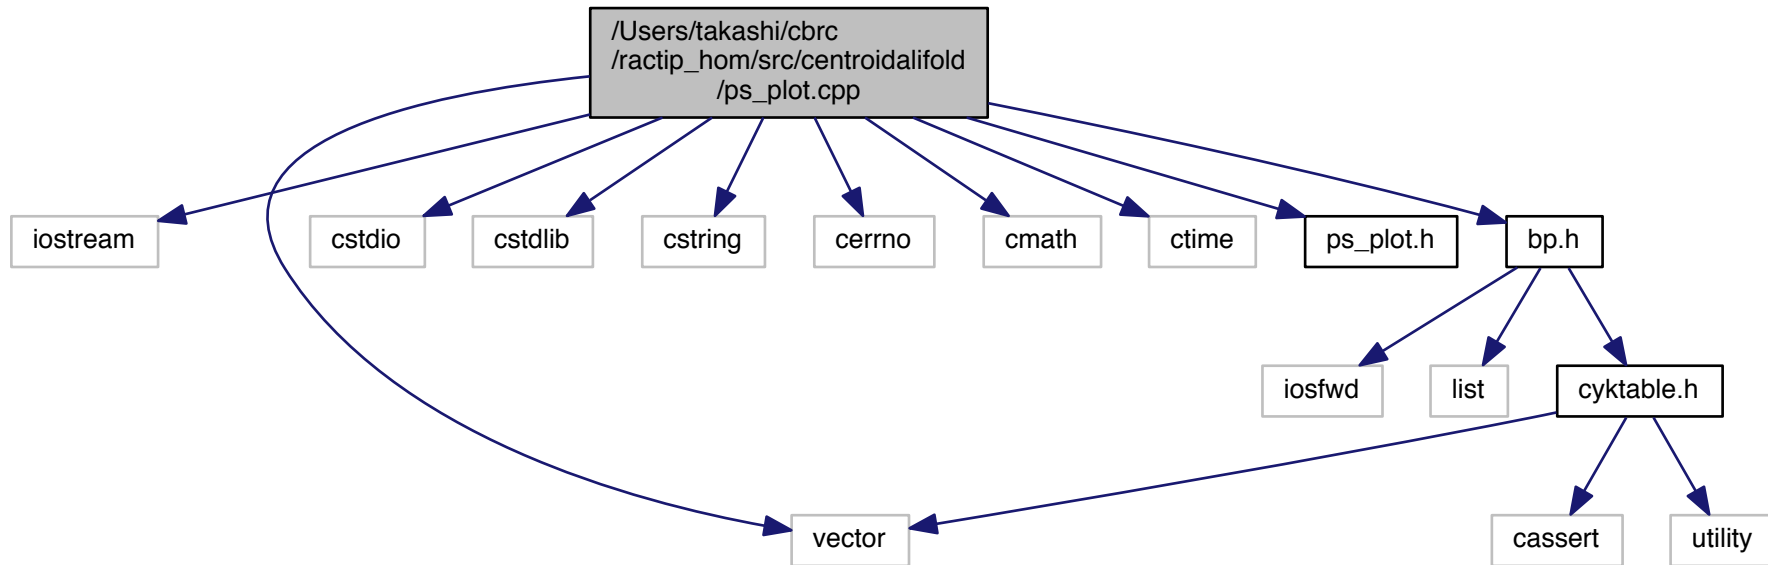 /Users/takashi/cbrc
/ractip_hom/src/centroidalifold
/ps_plot.cpp
iostream
cstdio
cstdlib
cstring
cerrno
cmath
ctime
ps_plot.h
bp.h
iosfwd
list
cyktable.h
vector
cassert
utility